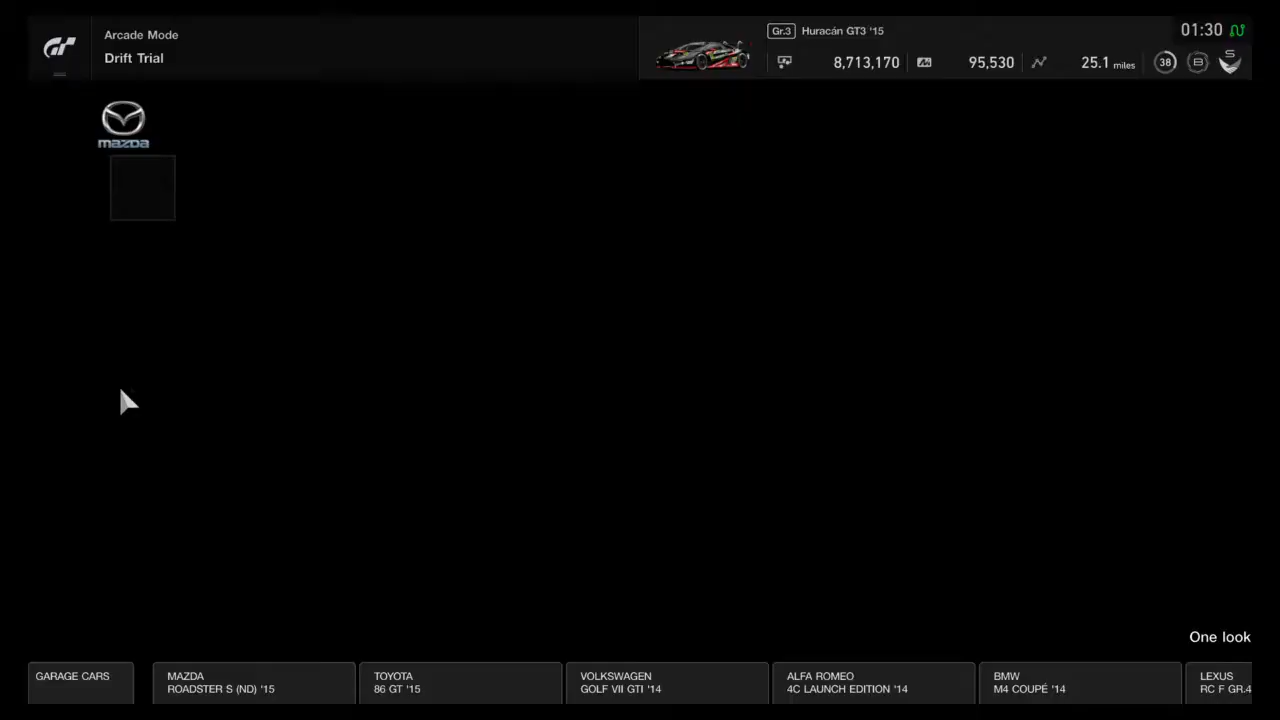 Arcade Mode
Drift Trial
Gr.3 Huracán GT3 '15
01:30
8,713,170
95,530
25.1 miles
38
B
S
mazda
One look
GARAGE CARS
MAZDA
ROADSTER S (ND) '15
TOYOTA
86 GT '15
VOLKSWAGEN
GOLF VII GTI '14
ALFA ROMEO
4C LAUNCH EDITION '14
BMW
M4 COUPÉ '14
LEXUS
RC F GR.4